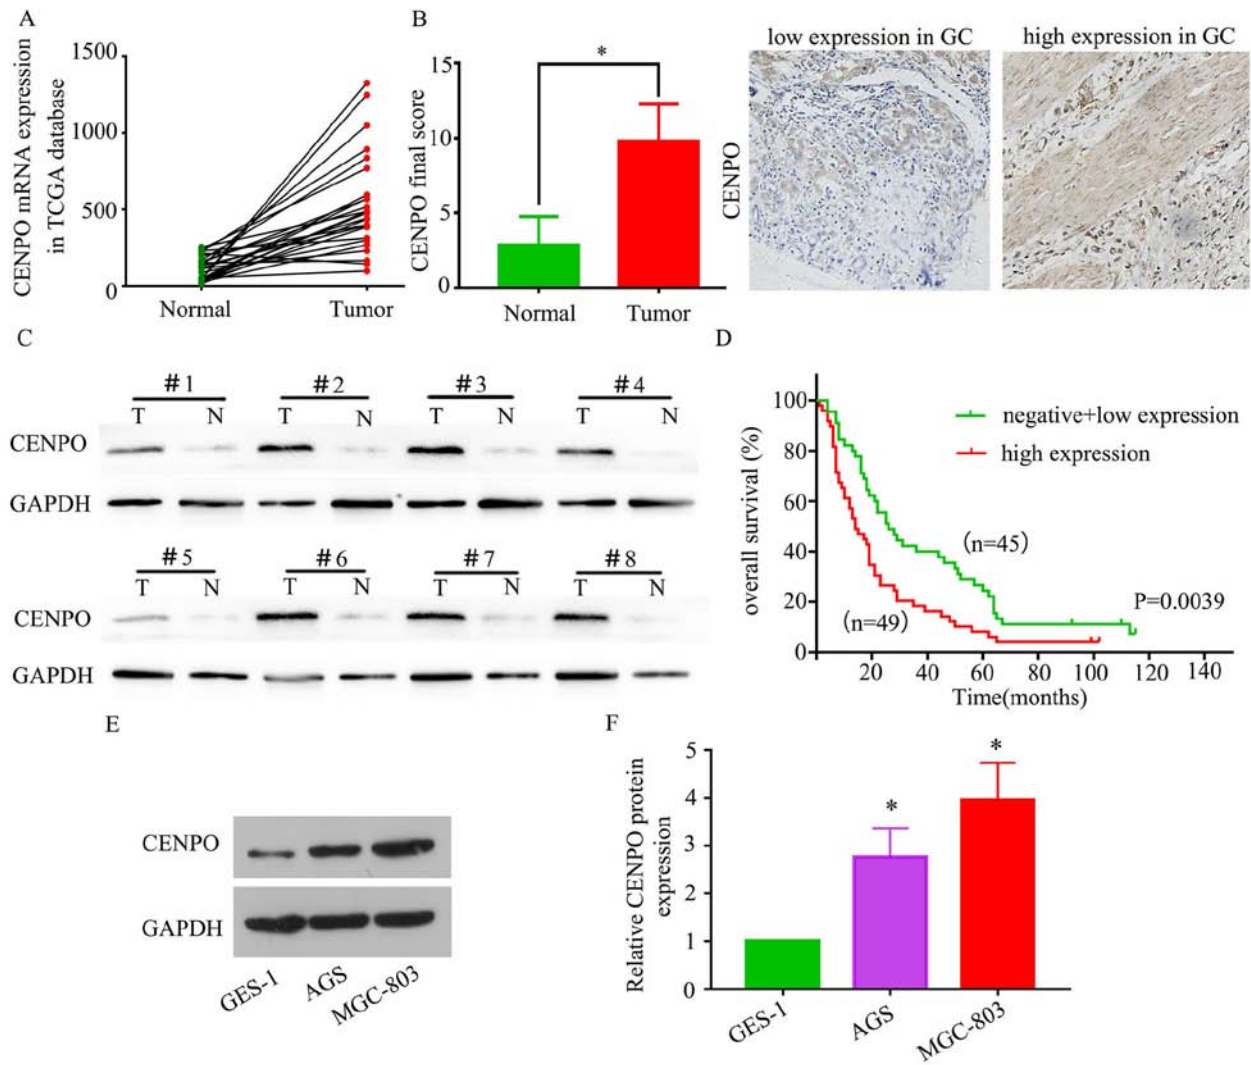 A
CENPO mRNA expression
in TCGA database
1500
1000
500
0
Normal
Tumor
B
CENPO final score
15
10
5
0
*
Normal
Tumor
CENPO
low expression in GC
high expression in GC
C
#1
#2
#3
#4
T
N
T
N
T
N
T
N
CENPO
GAPDH
#5
#6
#7
#8
T
N
T
N
T
N
T
N
CENPO
GAPDH
D
overall survival (%)
100
80
60
40
20
0
20
40
60
80
100
120
140
Time(months)
negative+low expression
high expression
(n=45)
(n=49)
P=0.0039
E
CENPO
GAPDH
GES-1
AGS
MGC-803
F
Relative CENPO protein
expression
5
4
3
2
1
0
*
*
GES-1
AGS
MGC-803